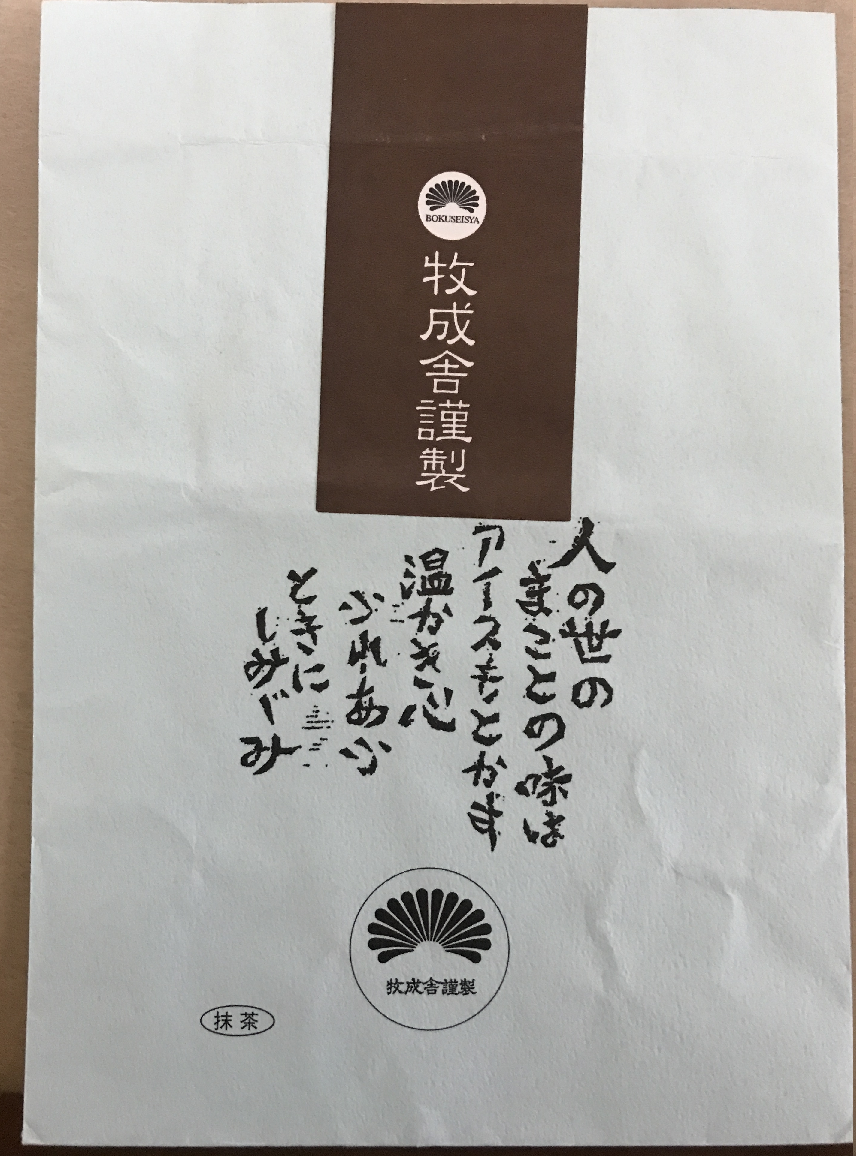 BOKUSEISYA
牧成舎謹製
人の世の
まことの味は
アイスもとかす
温かき心
ふれあふ
ときに
しみじみ
牧成舎謹製
抹茶